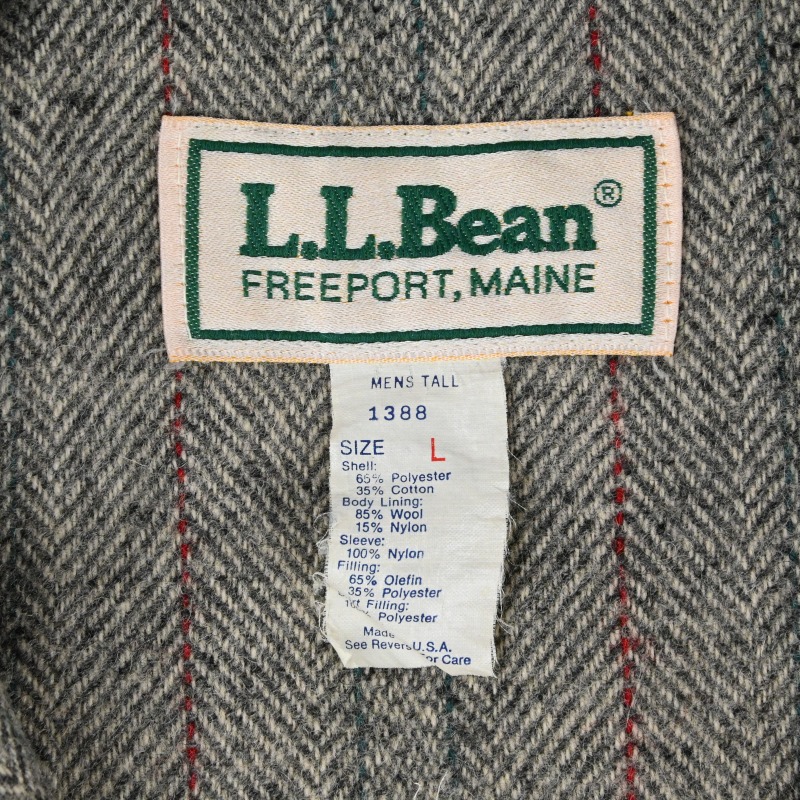 L.L.Bean®
FREEPORT, MAINE
MENS TALL
1388
SIZE L
Shell:
65% Polyester
35% Cotton
Body Lining:
85% Wool
15% Nylon
Sleeve:
100% Nylon
Filling:
65% Olefin
35% Polyester
Filling:
Polyester
Made U.S.A.
See Revers or Care